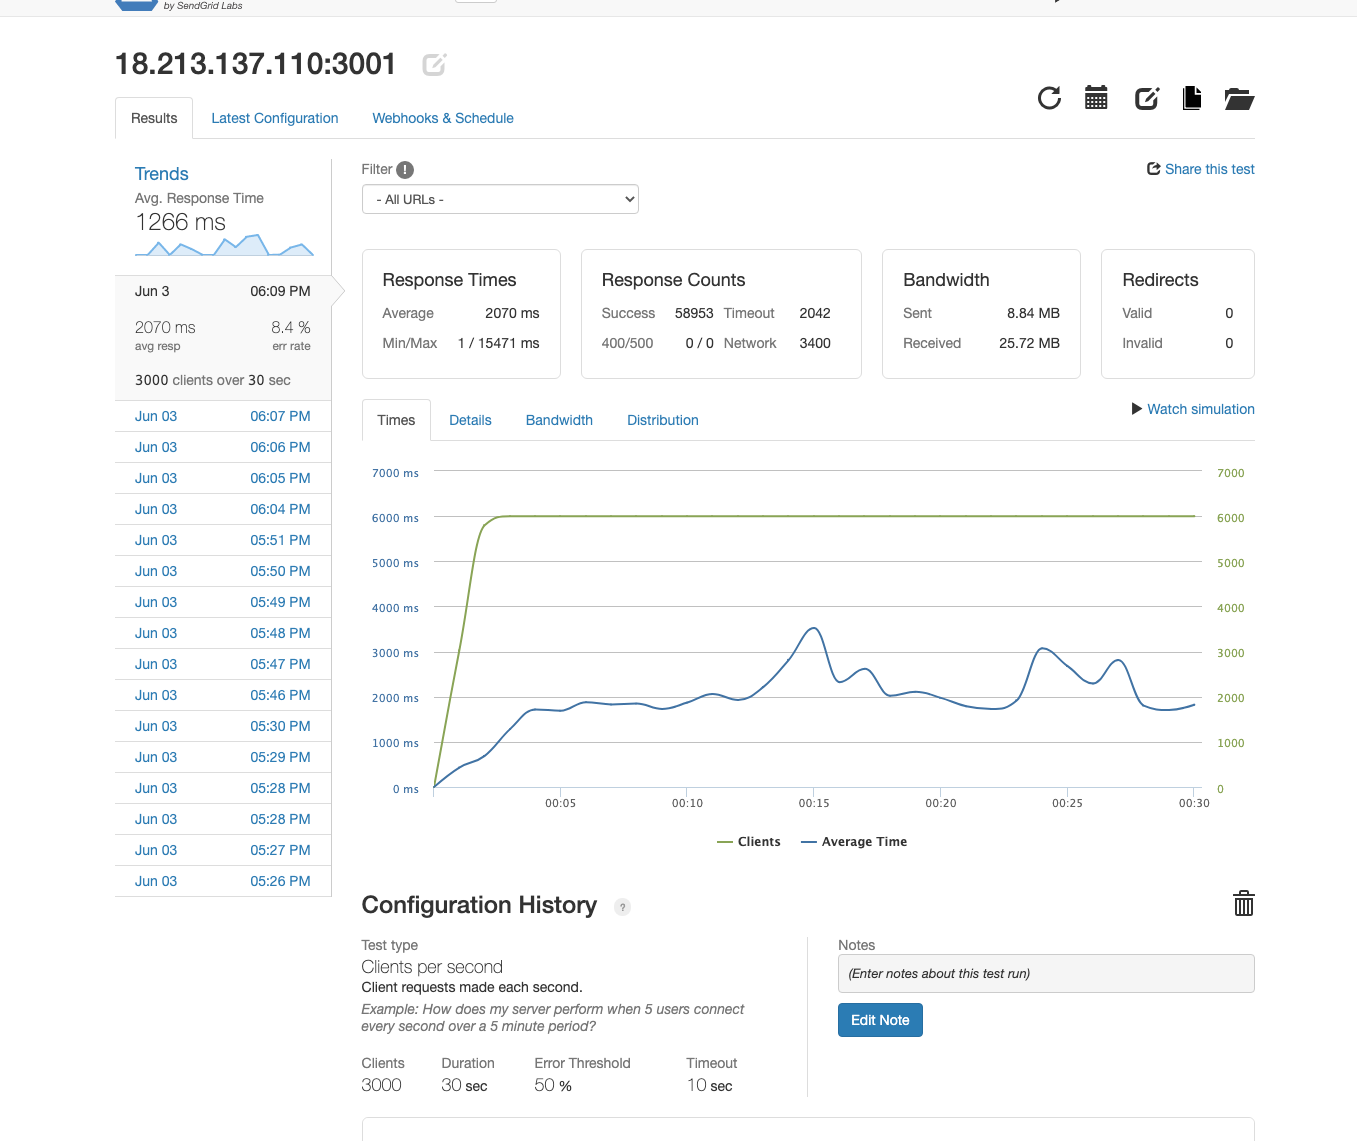 by SendGrid Labs
18.213.137.110:3001
Results Latest Configuration Webhooks & Schedule
Trends
Avg. Response Time
1266 ms
Jun 3 06:09 PM
2070 ms 8.4 %
avg resp err rate
3000 clients over 30 sec
Jun 03 06:07 PM
Jun 03 06:06 PM
Jun 03 06:05 PM
Jun 03 06:04 PM
Jun 03 05:51 PM
Jun 03 05:50 PM
Jun 03 05:49 PM
Jun 03 05:48 PM
Jun 03 05:47 PM
Jun 03 05:46 PM
Jun 03 05:30 PM
Jun 03 05:29 PM
Jun 03 05:28 PM
Jun 03 05:28 PM
Jun 03 05:27 PM
Jun 03 05:26 PM
Filter !
Share this test
- All URLs -
Response Times
Average 2070 ms
Min/Max 1 / 15471 ms
Response Counts
Success 58953 Timeout 2042
400/500 0 / 0 Network 3400
Bandwidth
Sent 8.84 MB
Received 25.72 MB
Redirects
Valid 0
Invalid 0
Times Details Bandwidth Distribution
Watch simulation
7000 ms 7000
6000 ms 6000
5000 ms 5000
4000 ms 4000
3000 ms 3000
2000 ms 2000
1000 ms 1000
0 ms 0
00:05 00:10 00:15 00:20 00:25 00:30
Clients Average Time
Configuration History ?
Test type
Clients per second
Client requests made each second.
Example: How does my server perform when 5 users connect
every second over a 5 minute period?
Clients Duration Error Threshold Timeout
3000 30 sec 50 % 10 sec
Notes
(Enter notes about this test run)
Edit Note